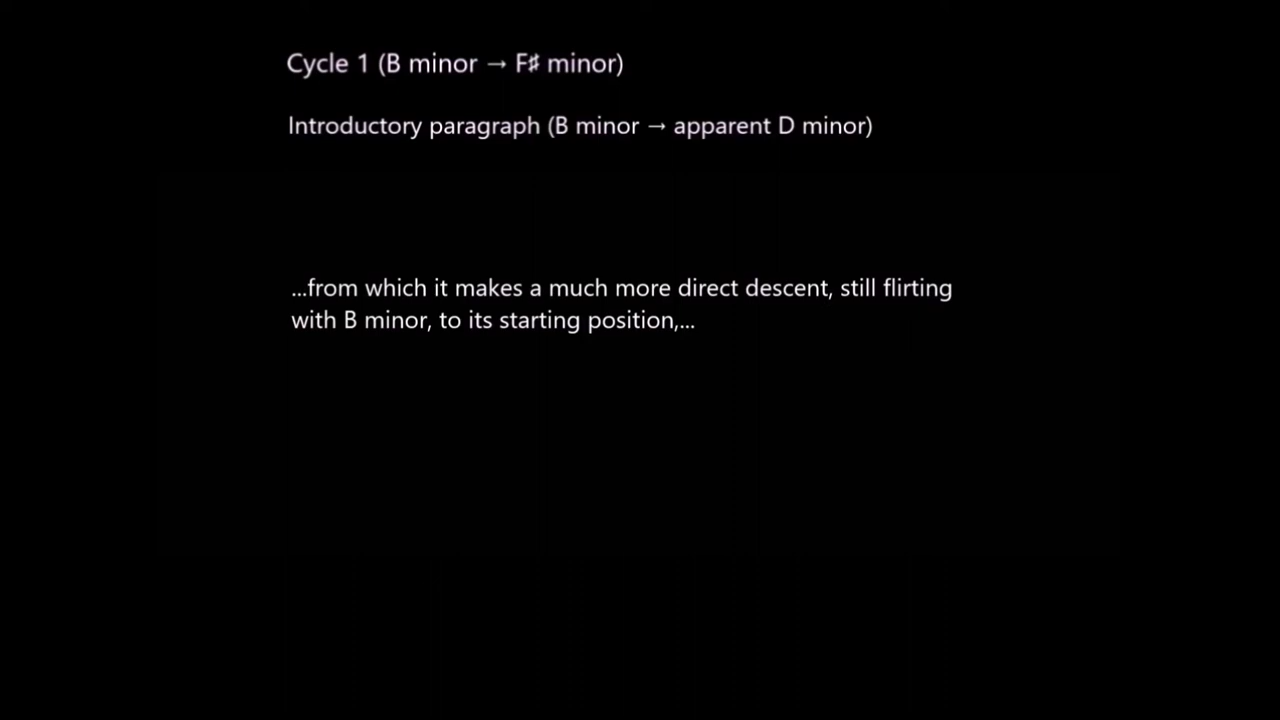 Cycle 1 (B minor → F♯ minor)
Introductory paragraph (B minor → apparent D minor)
...from which it makes a much more direct descent, still flirting
with B minor, to its starting position,...